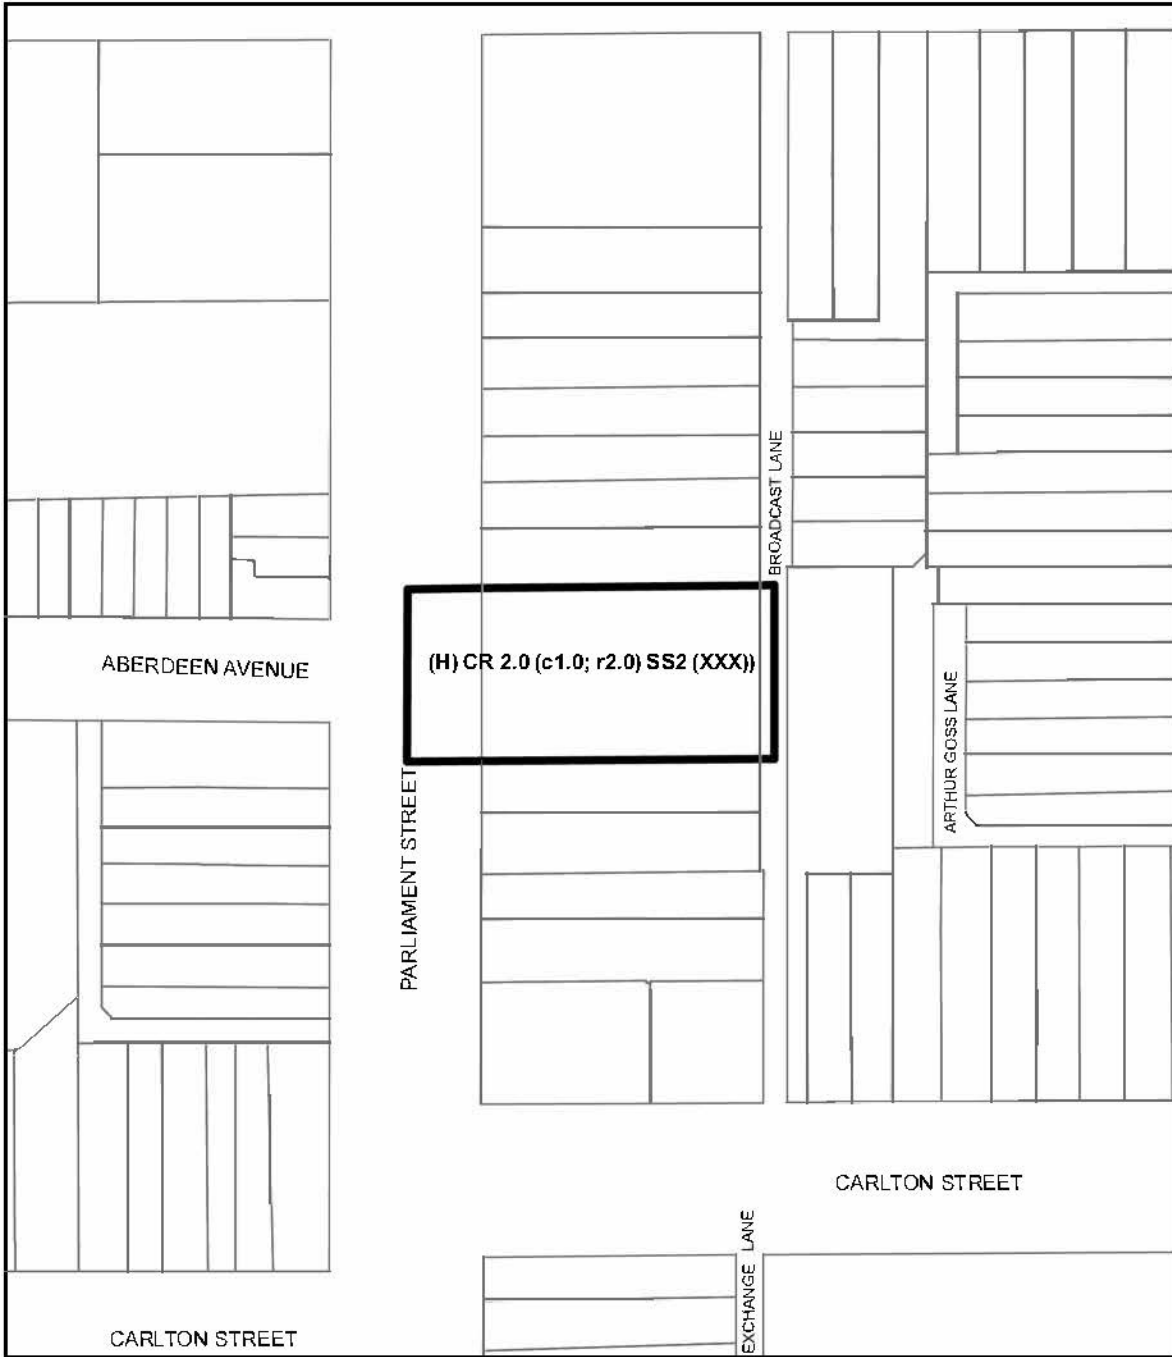 BROADCAST LANE
(H) CR 2.0 (c1.0; r2.0) SS2 (XXX))
ABERDEEN AVENUE
ARTHUR GOSS LANE
PARLIAMENT STREET
CARLTON STREET
EXCHANGE LANE
CARLTON STREET